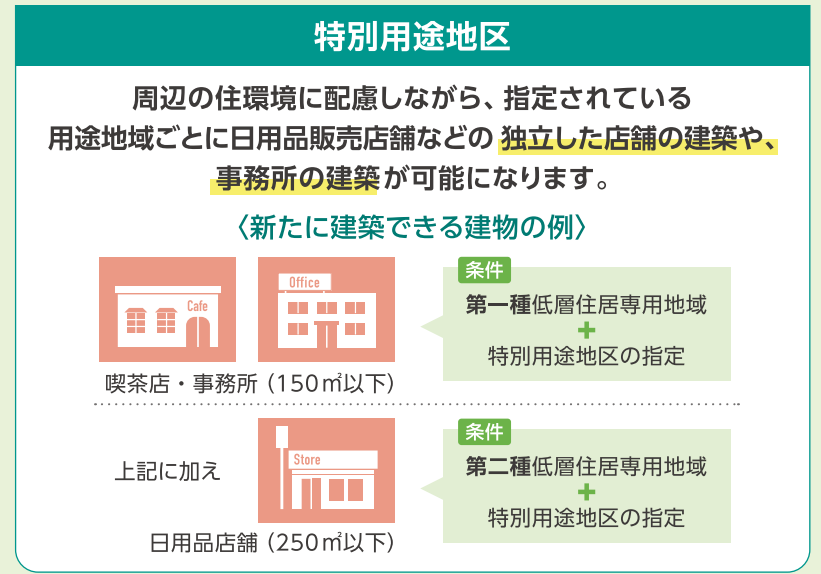 特別用途地区
周辺の住環境に配慮しながら、指定されている
用途地域ごとに日用品販売店舗などの独立した店舗の建築や、
事務所の建築が可能になります。
〈新たに建築できる建物の例〉
Cafe
Office
喫茶店・事務所（150㎡以下）
条件
第一種低層住居専用地域
+
特別用途地区の指定
上記に加え
Store
日用品店舗（250㎡以下）
条件
第二種低層住居専用地域
+
特別用途地区の指定